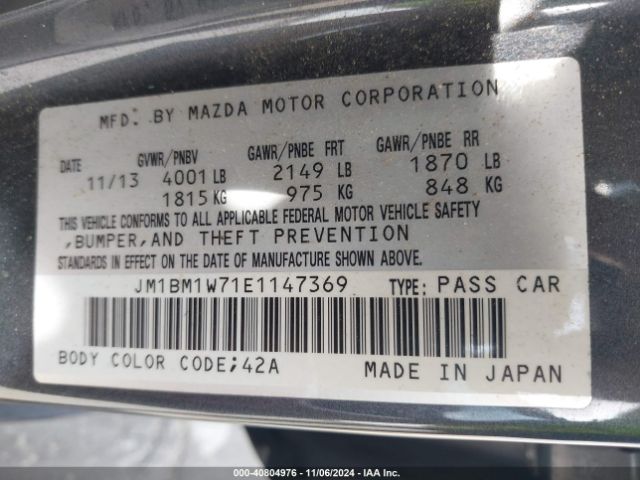 MFD. BY MAZDA MOTOR CORPORATION
DATE GVWR/PNBV GAWR/PNBE FRT GAWR/PNBE RR
11/13 4001 LB 2149 LB 1870 LB
1815 KG 975 KG 848 KG
THIS VEHICLE CONFORMS TO ALL APPLICABLE FEDERAL MOTOR VEHICLE SAFETY
,BUMPER,AND THEFT PREVENTION
STANDARDS IN EFFECT ON THE DATE OF MANUFACTURE SHOWN ABOVE.
JM1BM1W71E1147369 TYPE: PASS CAR
BODY COLOR CODE;42A MADE IN JAPAN
000-40804976 - 11/06/2024 - IAA Inc.